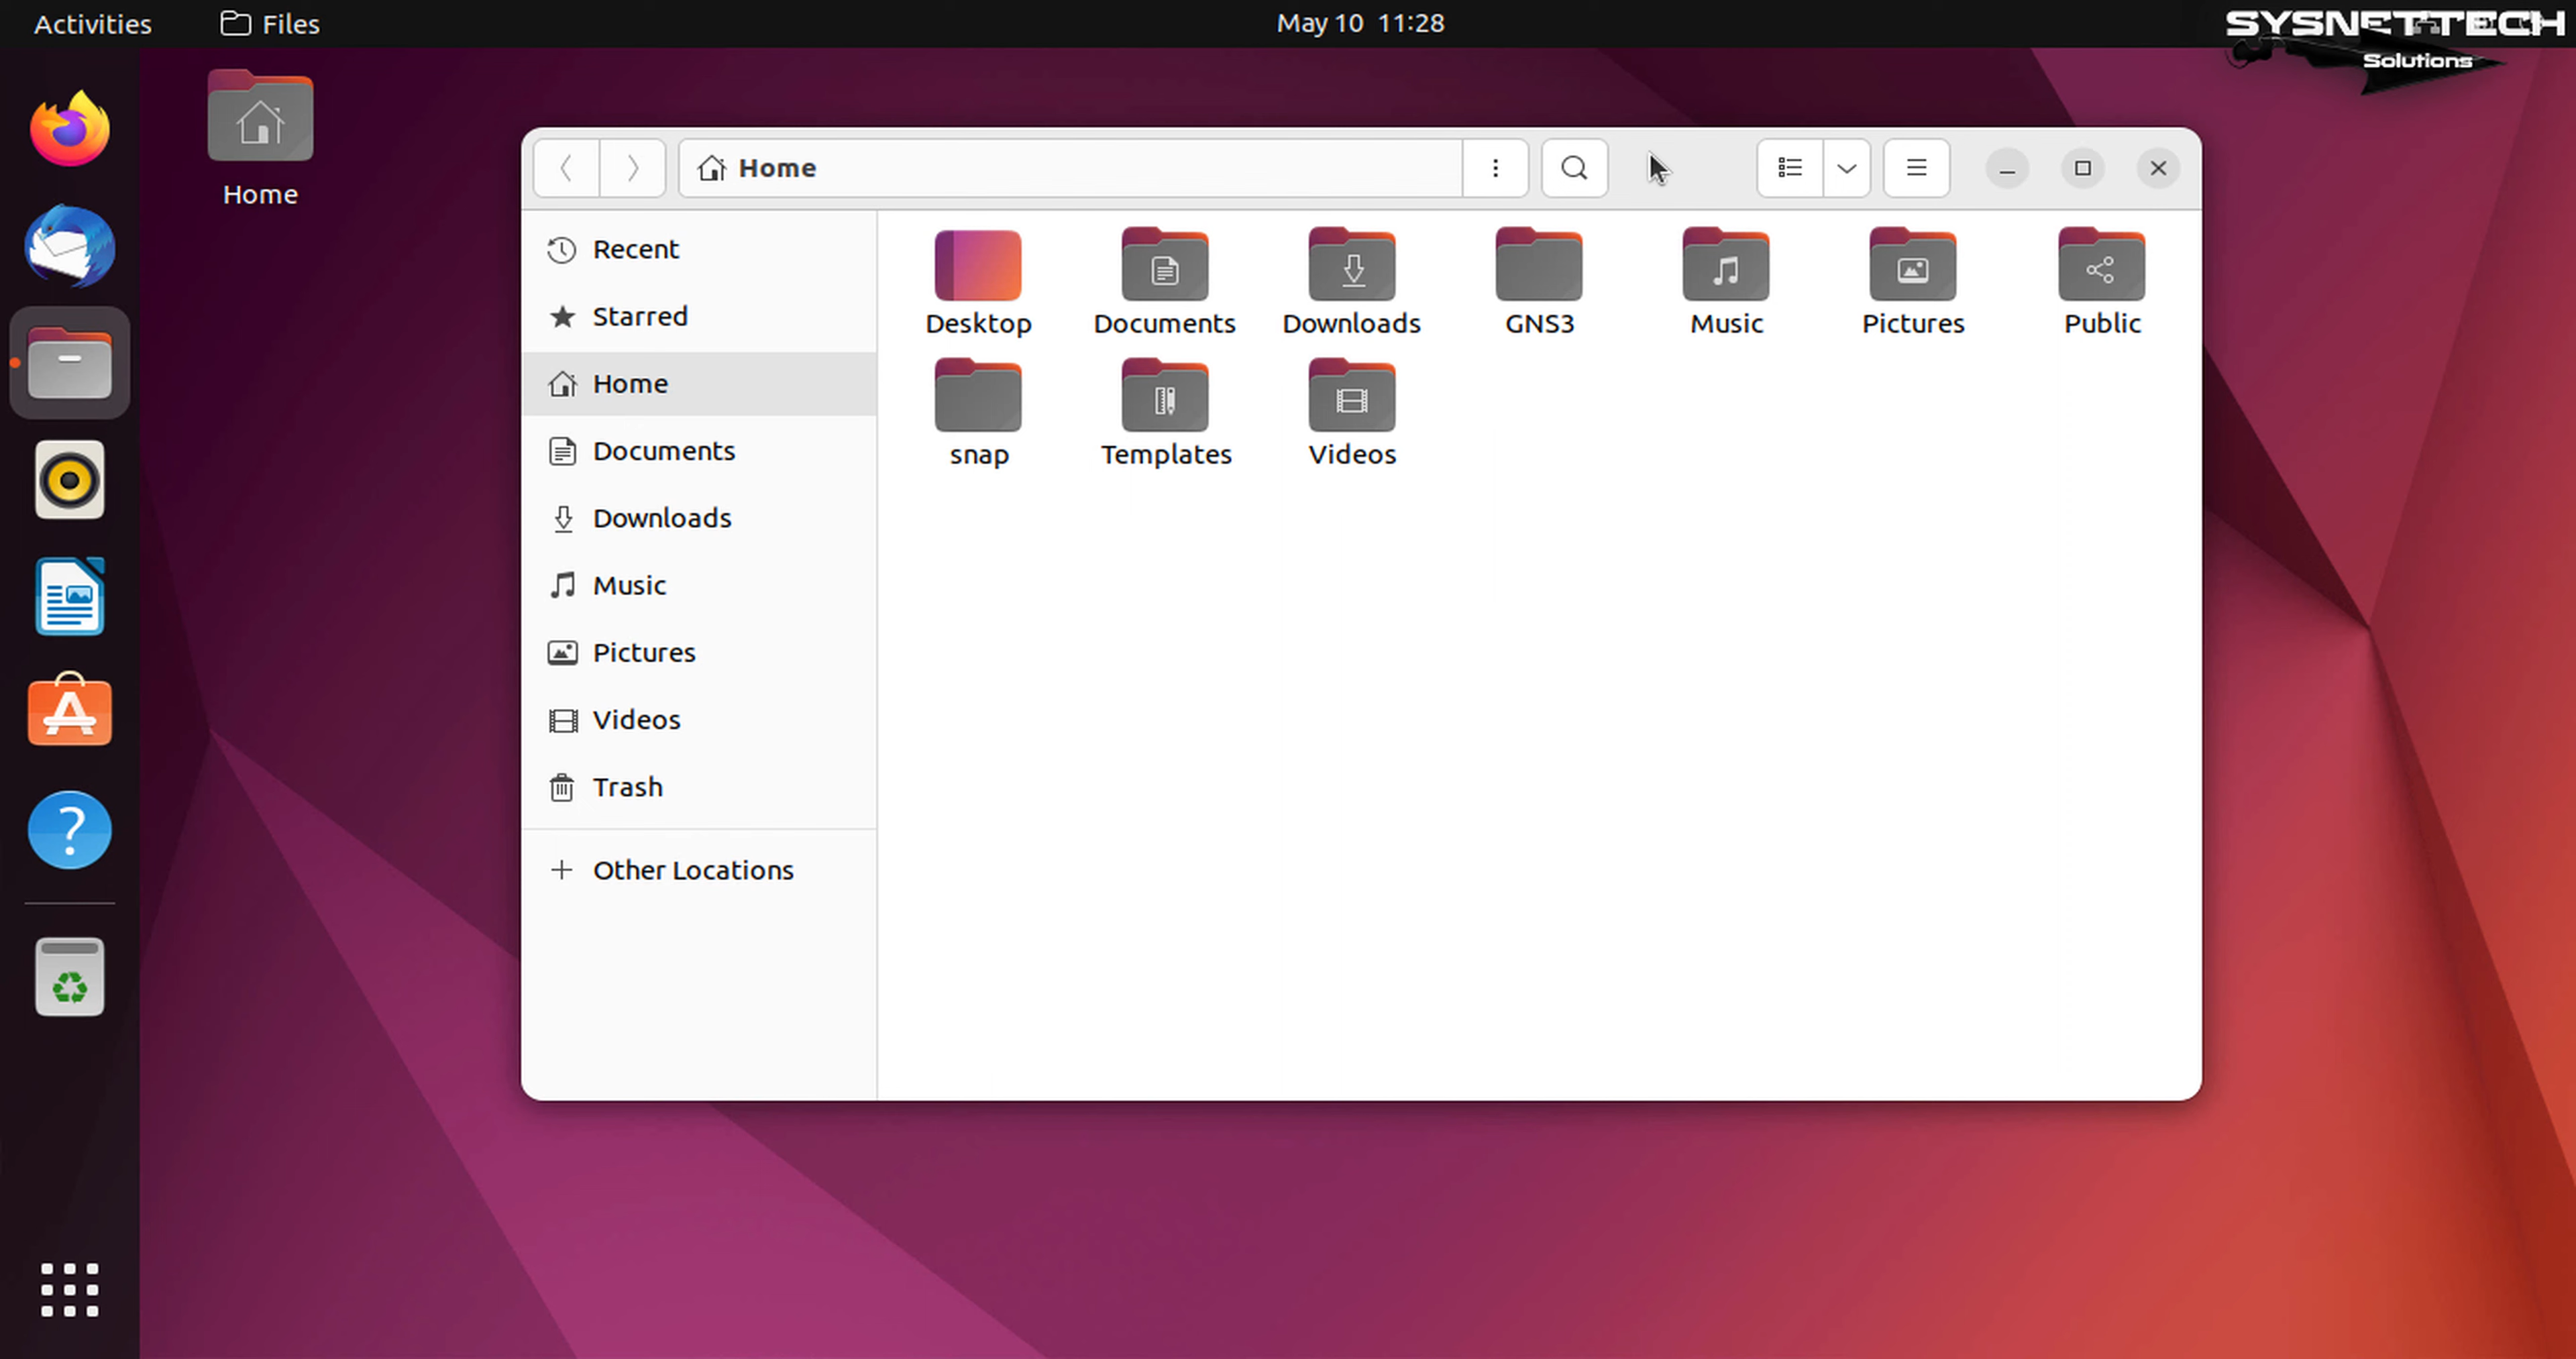 Activities Files May 10 11:28 SYSNETTECH
Solutions
Home
Home
Recent
Starred
Home
Documents
Downloads
Music
Pictures
Videos
Trash
Other Locations
Desktop Documents Downloads GNS3 Music Pictures Public
snap Templates Videos